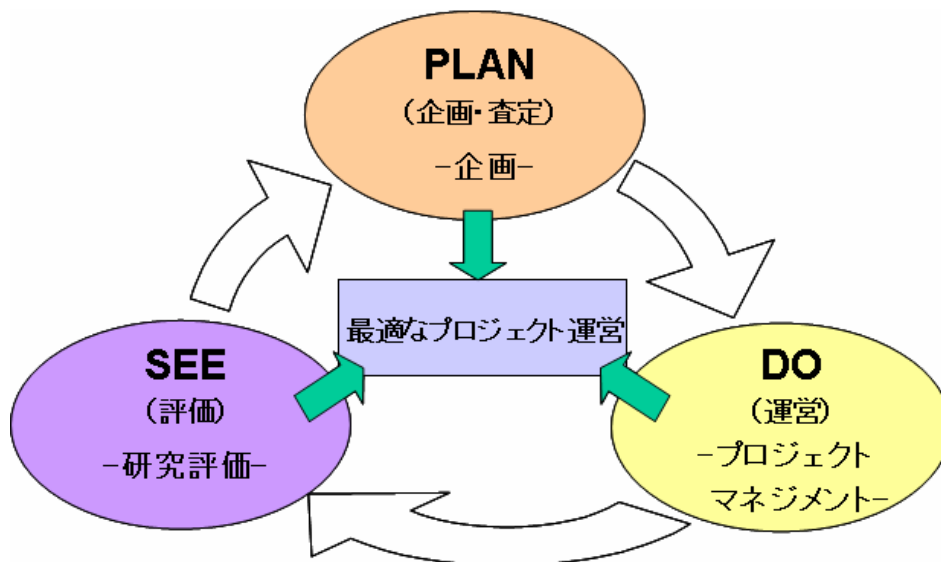 PLAN
(企画・査定)
-企画-
最適なプロジェクト運営
SEE
(評価)
-研究評価-
DO
(運営)
-プロジェクト
マネジメント-